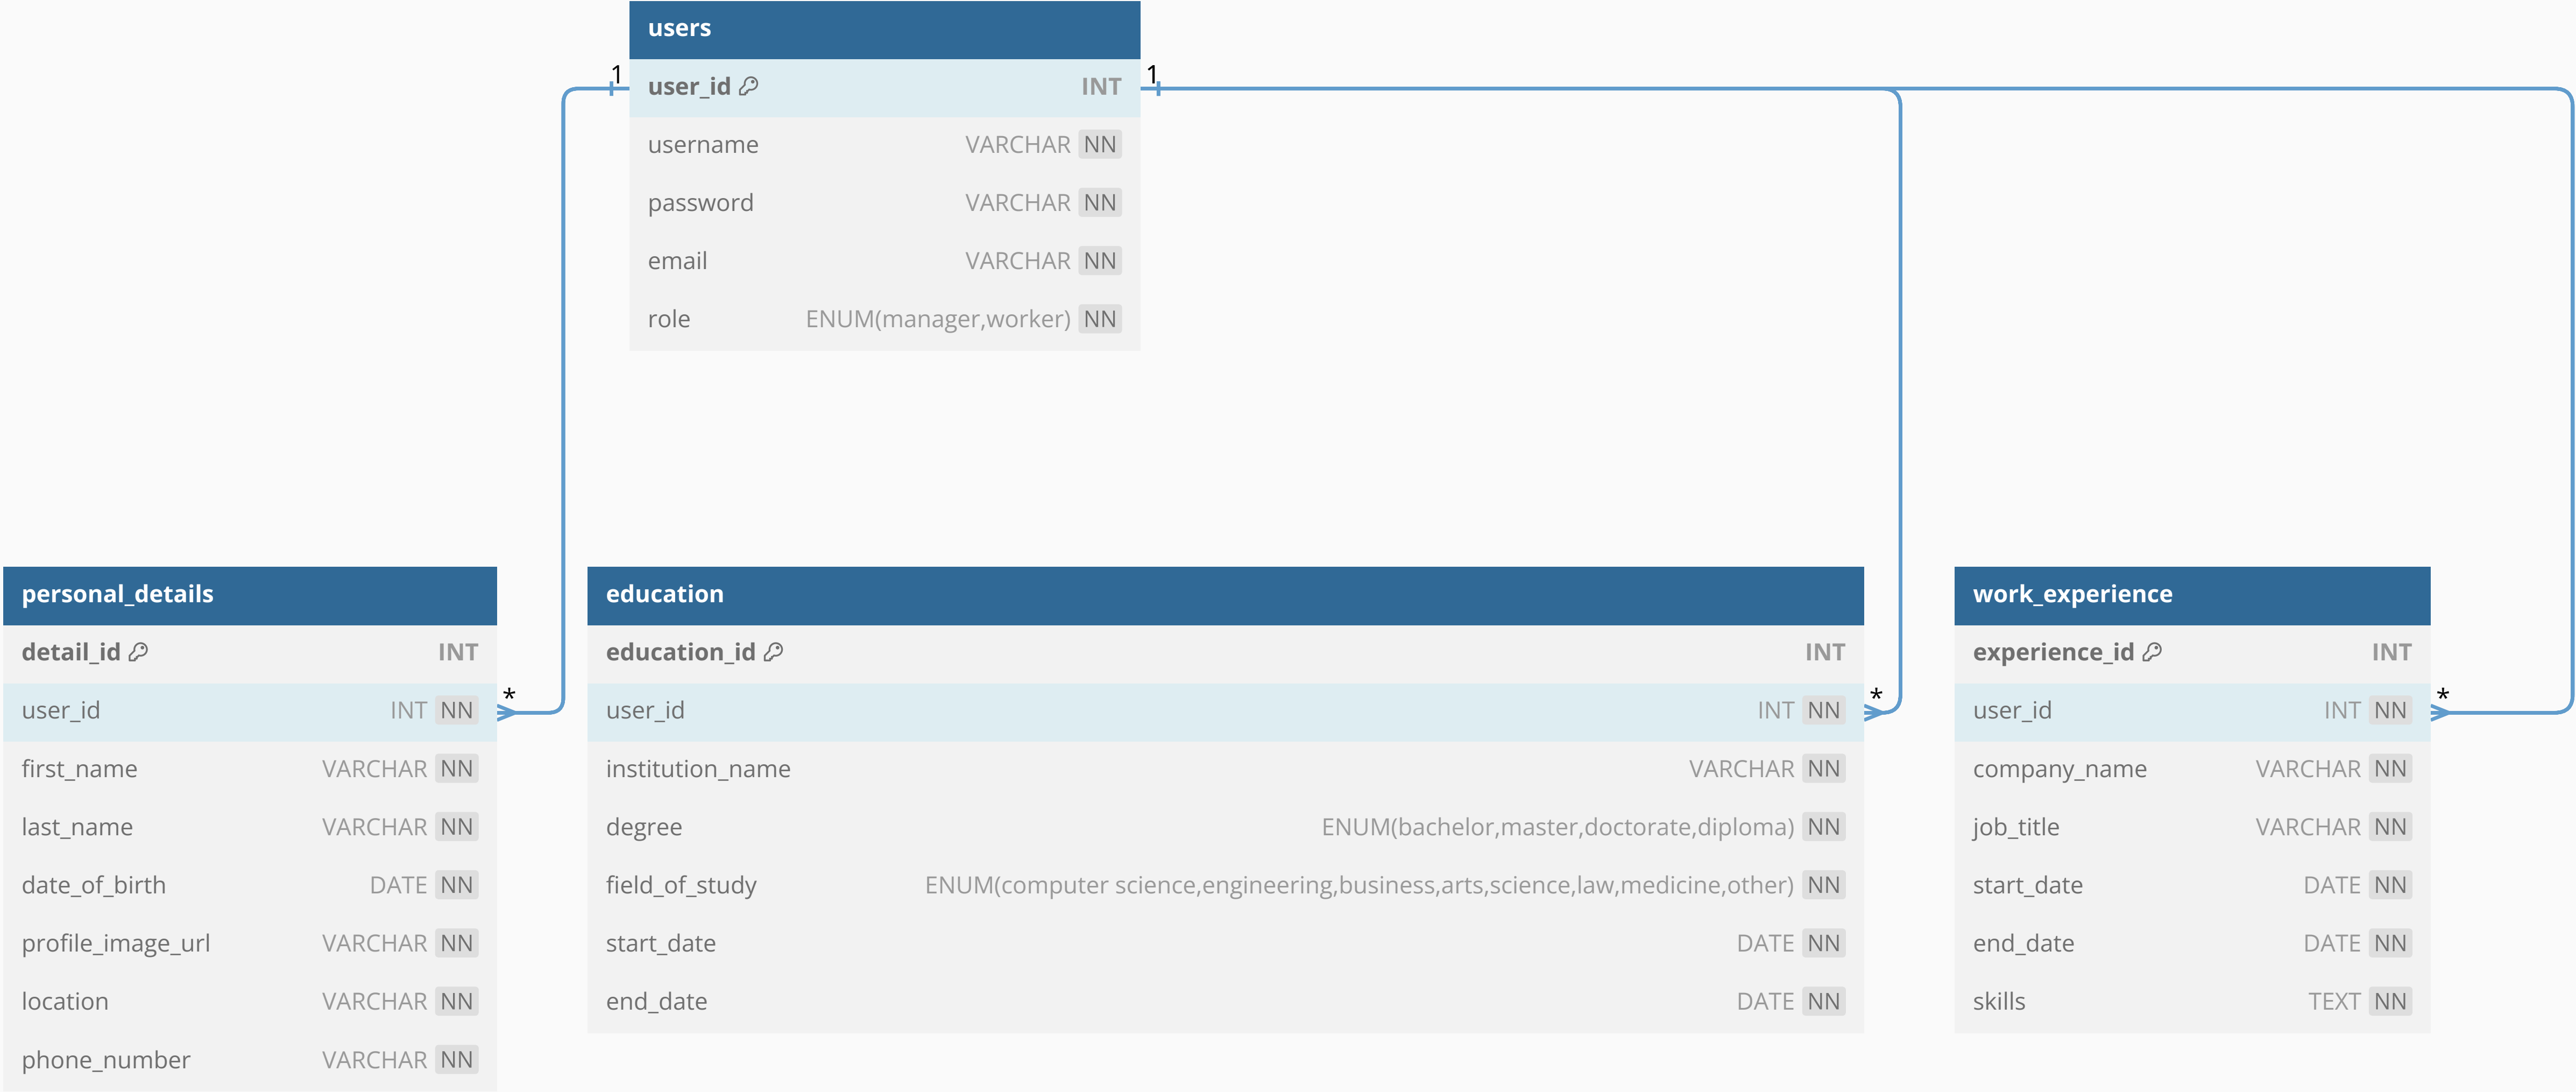 users
1
1
user_id INT
username VARCHAR NN
password VARCHAR NN
email VARCHAR NN
role ENUM(manager,worker) NN
personal_details
detail_id INT
*
user_id INT NN
first_name VARCHAR NN
last_name VARCHAR NN
date_of_birth DATE NN
profile_image_url VARCHAR NN
location VARCHAR NN
phone_number VARCHAR NN
education
education_id INT
*
user_id INT NN
institution_name VARCHAR NN
degree ENUM(bachelor,master,doctorate,diploma) NN
field_of_study ENUM(computer science,engineering,business,arts,science,law,medicine,other) NN
start_date DATE NN
end_date DATE NN
work_experience
experience_id INT
*
user_id INT NN
company_name VARCHAR NN
job_title VARCHAR NN
start_date DATE NN
end_date DATE NN
skills TEXT NN